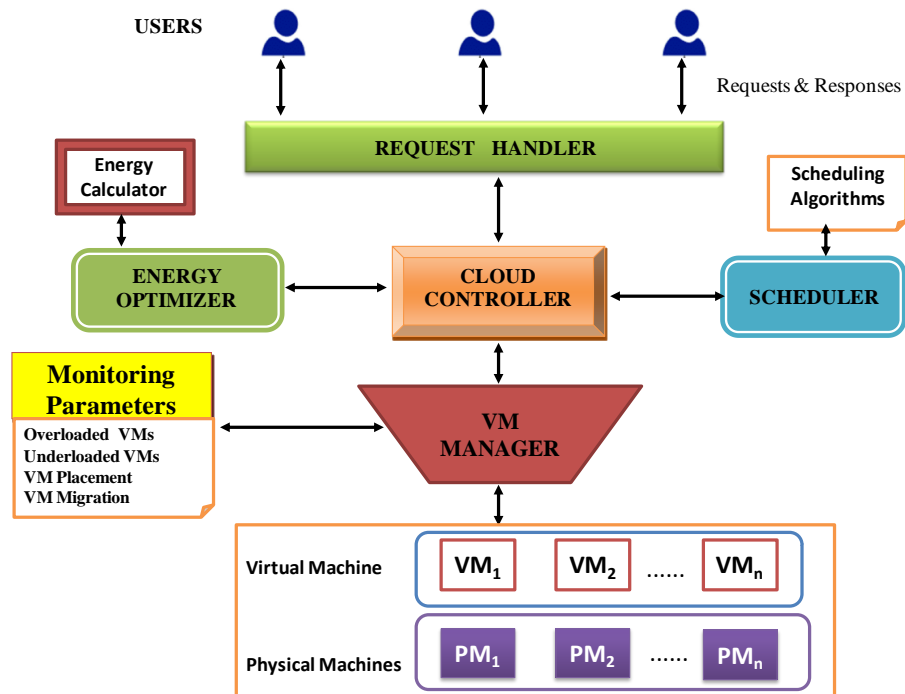 USERS
Requests & Responses
REQUEST HANDLER
Energy
Calculator
Scheduling
Algorithms
ENERGY
OPTIMIZER
CLOUD
CONTROLLER
SCHEDULER
Monitoring
Parameters
Overloaded VMs
Underloaded VMs
VM Placement
VM Migration
VM
MANAGER
Virtual Machine VM₁ VM₂ ...... VMₙ
Physical Machines PM₁ PM₂ ...... PMₙ